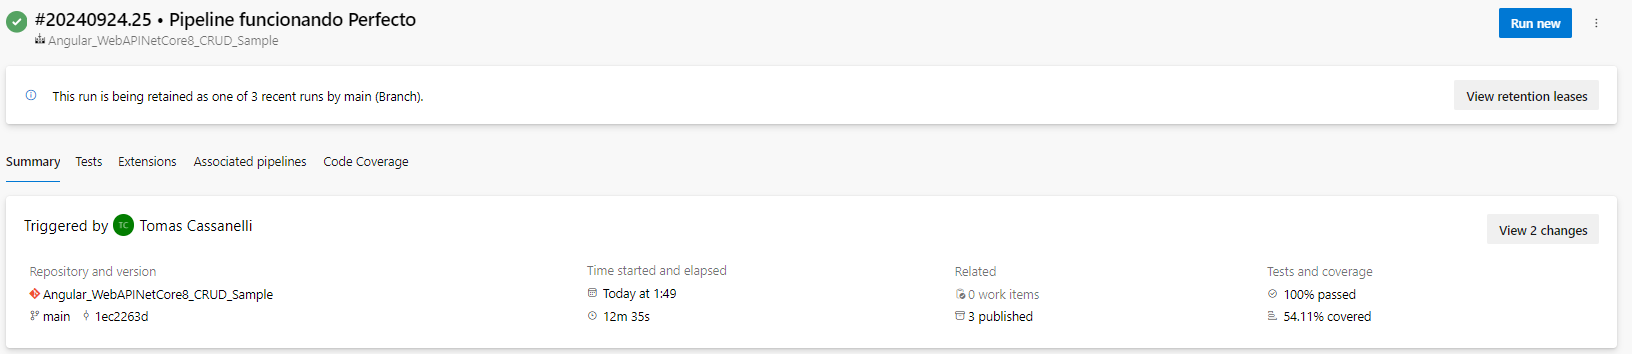 #20240924.25 • Pipeline funcionando Perfecto
Run new
Angular_WebAPINetCore8_CRUD_Sample
This run is being retained as one of 3 recent runs by main (Branch).
View retention leases
Summary Tests Extensions Associated pipelines Code Coverage
Triggered by TC Tomas Cassanelli
View 2 changes
Repository and version
Angular_WebAPINetCore8_CRUD_Sample
main 1ec2263d
Time started and elapsed
Today at 1:49
12m 35s
Related
0 work items
3 published
Tests and coverage
100% passed
54.11% covered